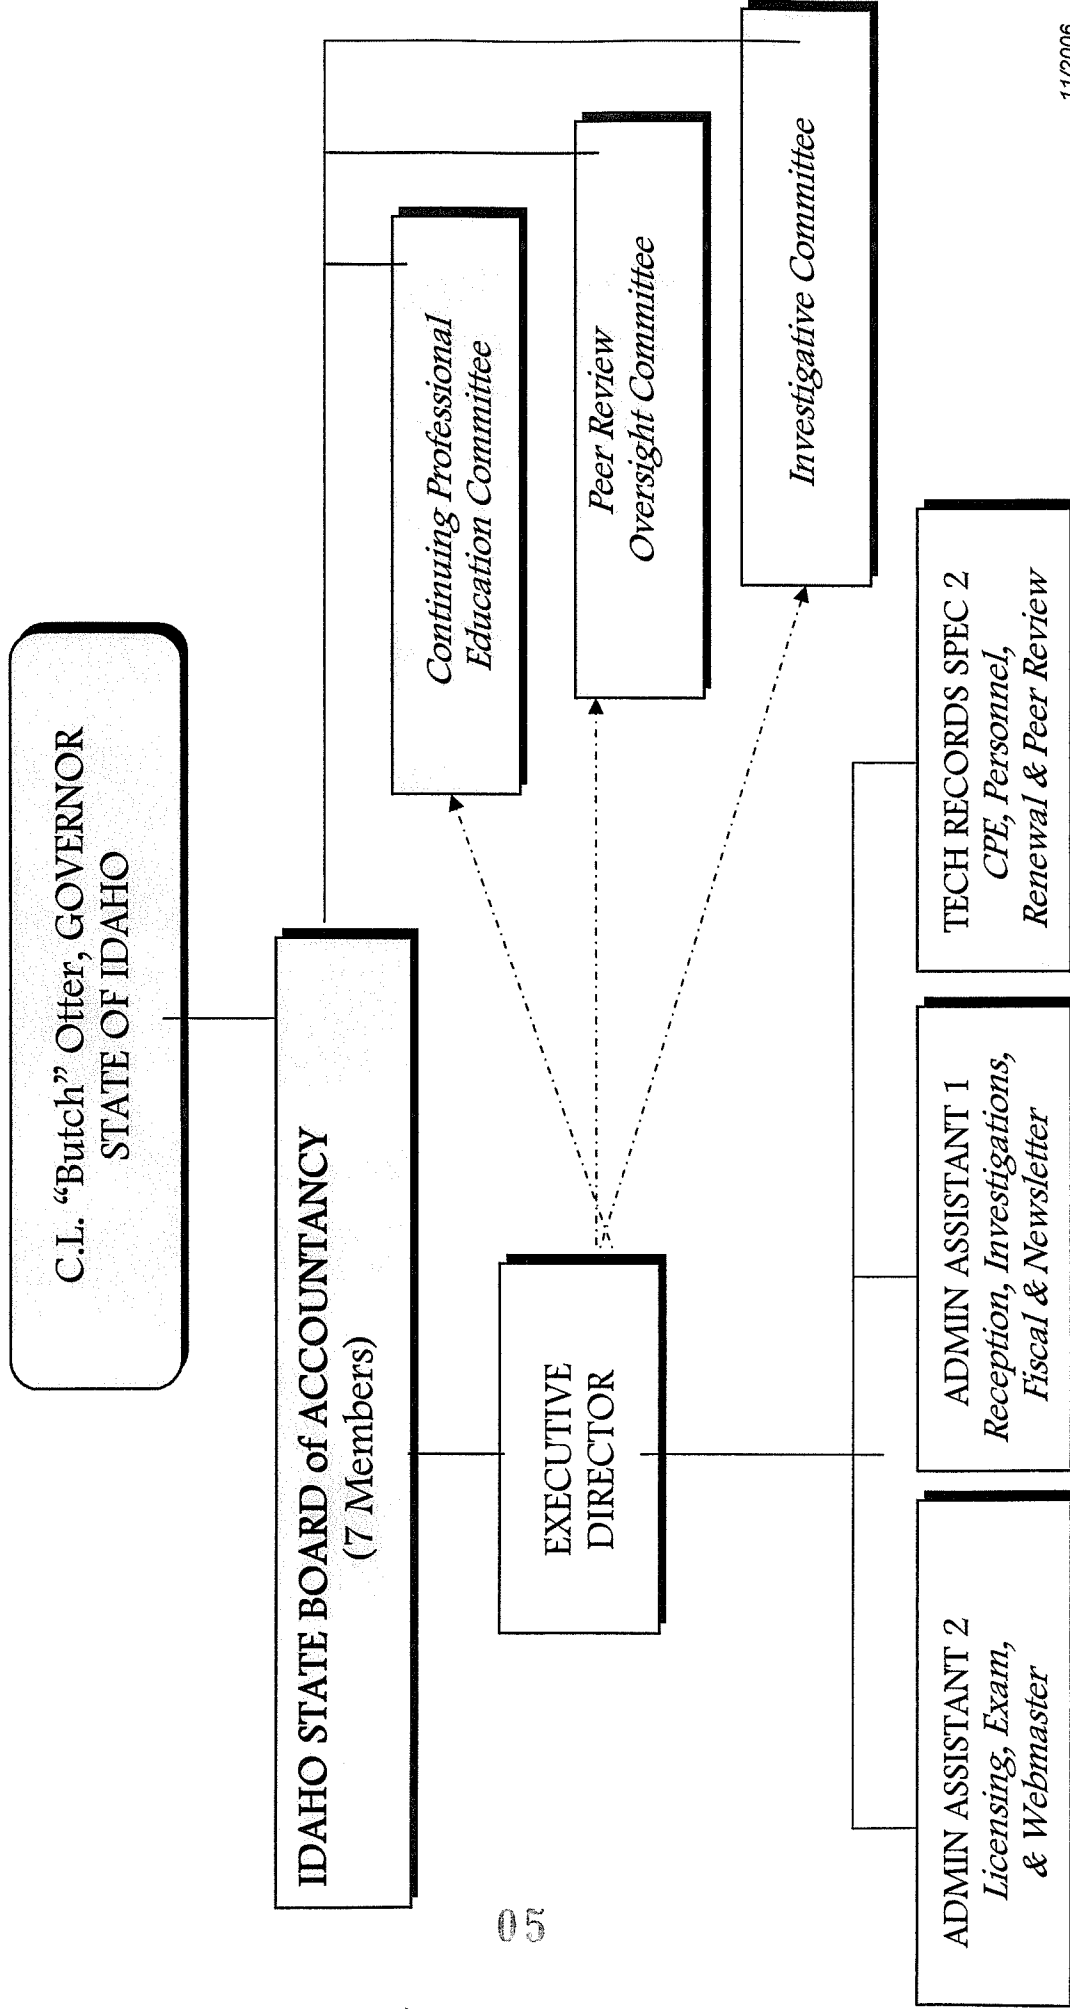 C.L. “Butch” Otter, GOVERNOR
STATE OF IDAHO
IDAHO STATE BOARD of ACCOUNTANCY
(7 Members)
Continuing Professional
Education Committee
EXECUTIVE
DIRECTOR
Peer Review
Oversight Committee
Investigative Committee
ADMIN ASSISTANT 2
Licensing, Exam,
& Webmaster
ADMIN ASSISTANT 1
Reception, Investigations,
Fiscal & Newsletter
TECH RECORDS SPEC 2
CPE, Personnel,
Renewal & Peer Review
11/2006
05